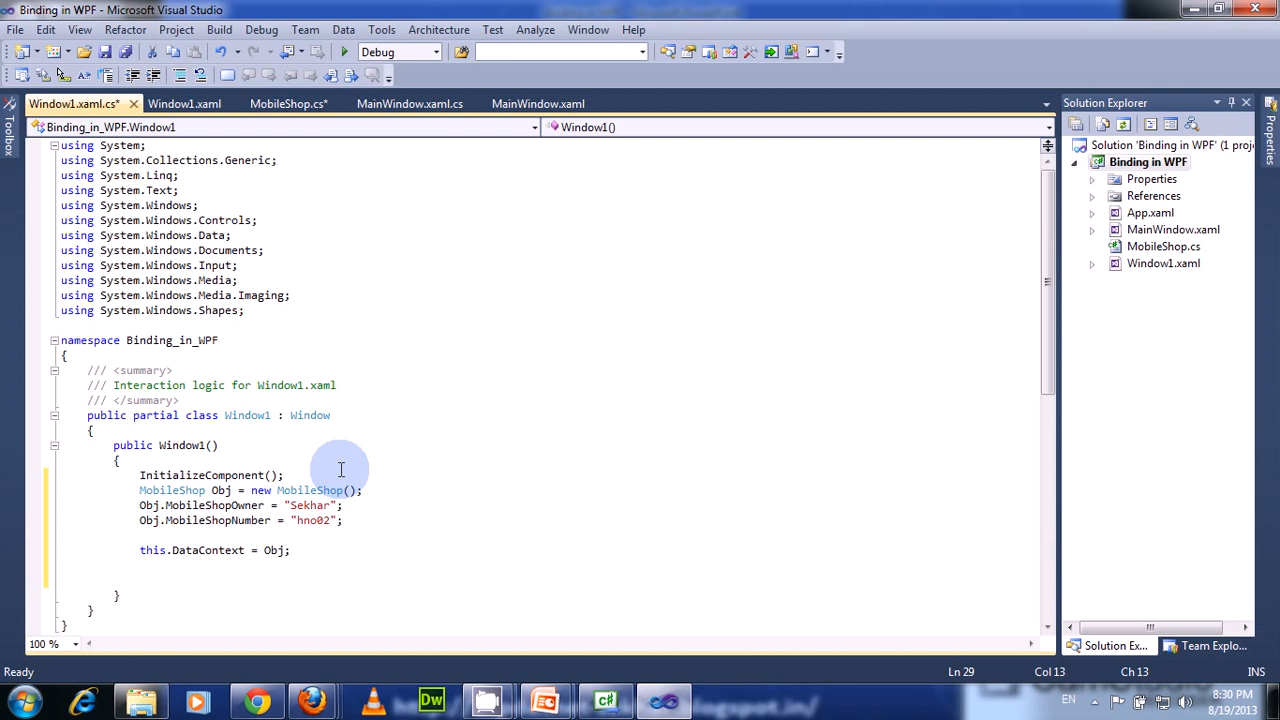 Binding in WPF - Microsoft Visual Studio
File Edit View Refactor Project Build Debug Team Data Tools Architecture Test Analyze Window Help
Debug
Window1.xaml.cs* Window1.xaml MobileShop.cs* MainWindow.xaml.cs MainWindow.xaml
Solution Explorer
Toolbox
Properties
Binding_in_WPF.Window1 Window1()
using System;
using System.Collections.Generic;
using System.Linq;
using System.Text;
using System.Windows;
using System.Windows.Controls;
using System.Windows.Data;
using System.Windows.Documents;
using System.Windows.Input;
using System.Windows.Media;
using System.Windows.Media.Imaging;
using System.Windows.Shapes;
namespace Binding_in_WPF
{
/// <summary>
/// Interaction logic for Window1.xaml
/// </summary>
public partial class Window1 : Window
{
public Window1()
{
InitializeComponent();
MobileShop Obj = new MobileShop();
Obj.MobileShopOwner = "Sekhar";
Obj.MobileShopNumber = "hno02";
this.DataContext = Obj;
}
}
}
Solution 'Binding in WPF' (1 proje
Binding in WPF
Properties
References
App.xaml
MainWindow.xaml
MobileShop.cs
Window1.xaml
100 %
Solution Ex... Team Explo...
Ready Ln 29 Col 13 Ch 13 INS
EN 8:30 PM
8/19/2013